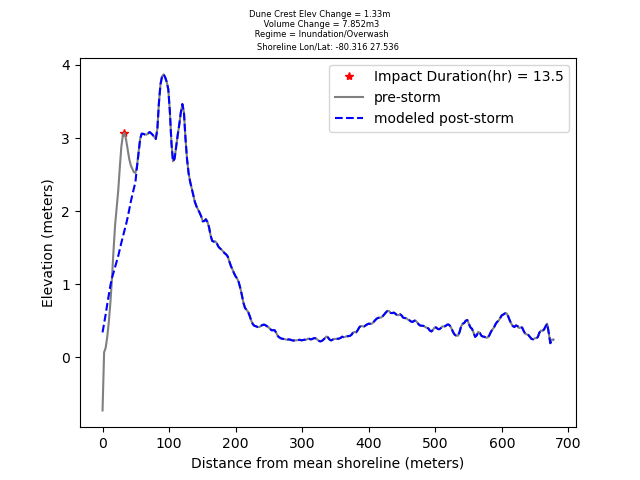 Dune Crest Elev Change = 1.33m
Volume Change = 7.852m3
Regime = Inundation/Overwash
Shoreline Lon/Lat: -80.316 27.536
Impact Duration(hr) = 13.5
pre-storm
modeled post-storm
Elevation (meters)
4
3
2
1
0
0 100 200 300 400 500 600 700
Distance from mean shoreline (meters)